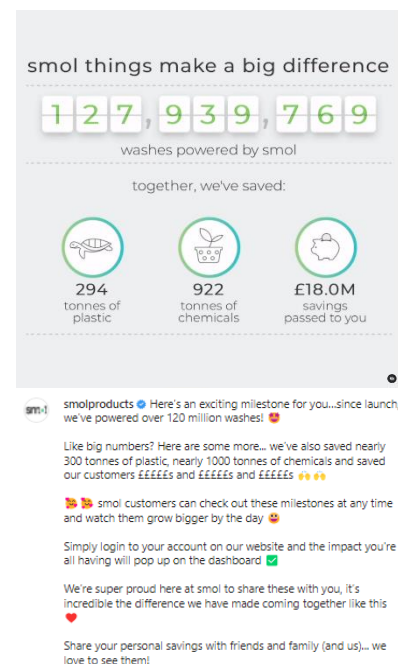 smol things make a big difference
127,939,769
washes powered by smol
together, we've saved:
294
tonnes of
plastic
922
tonnes of
chemicals
£18.0M
savings
passed to you
smol
smolproducts Here's an exciting milestone for you...since launch,
we've powered over 120 million washes! 🤩
Like big numbers? Here are some more... we've also saved nearly
300 tonnes of plastic, nearly 1000 tonnes of chemicals and saved
our customers £££££s and £££££s and £££££s 🙌🙌
🥰 🥰 smol customers can check out these milestones at any time
and watch them grow bigger by the day 😃
Simply login to your account on our website and the impact you're
all having will pop up on the dashboard ✅
We're super proud here at smol to share these with you, it's
incredible the difference we have made coming together like this
❤️
Share your personal savings with friends and family (and us)... we
love to see them!